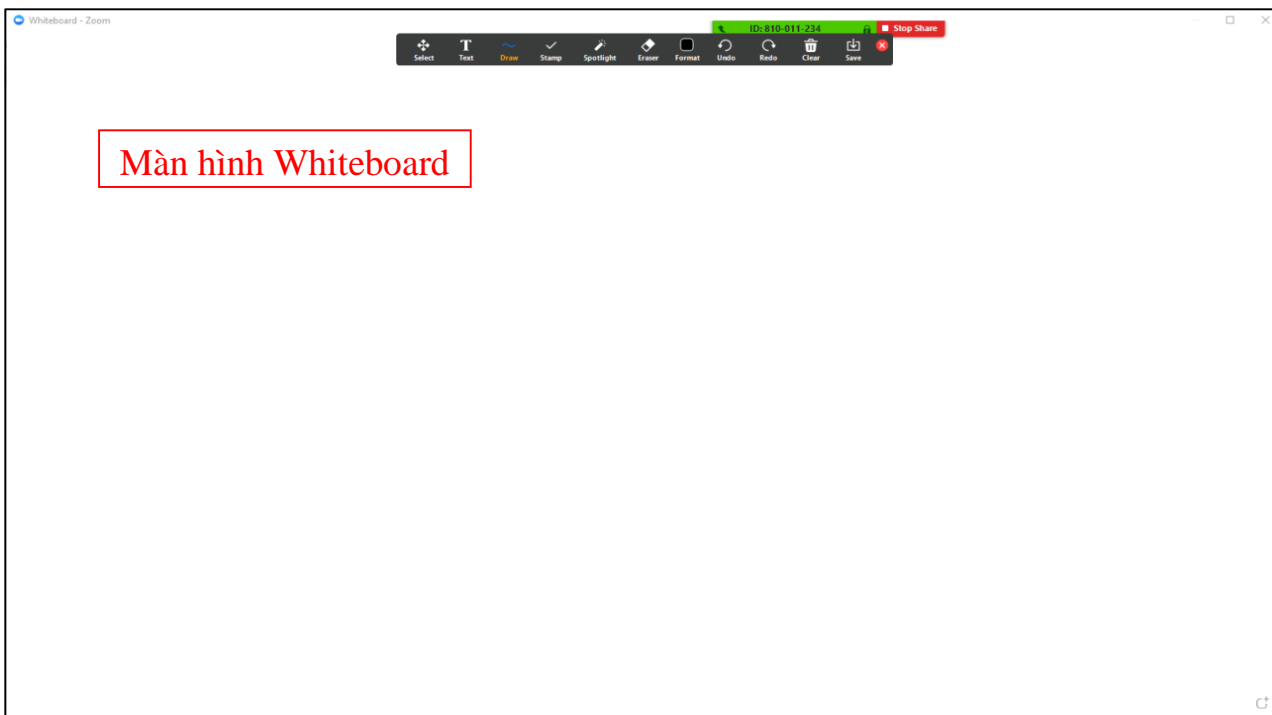 Whiteboard - Zoom
ID: 810-011-234 Stop Share
Select Text Draw Stamp Spotlight Eraser Format Undo Redo Clear Save
Màn hình Whiteboard